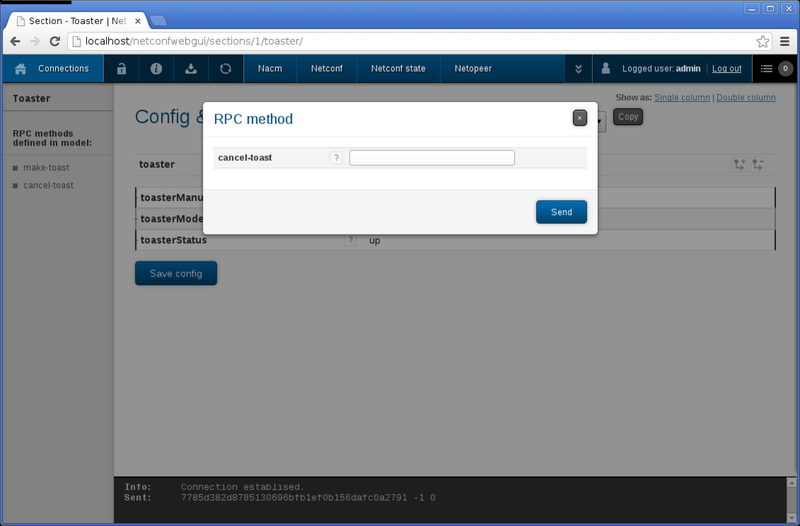 Section - Toaster | Net
localhost/netconfwebgui/sections/1/toaster/
Connections
Nacm
Netconf
Netconf state
Netopeer
Logged user: admin
Log out
0
Toaster
RPC methods
defined in model:
make-toast
cancel-toast
Show as: Single column | Double column
Config &
Copy
RPC method
×
cancel-toast
?
Send
toaster
toasterManu
toasterMode
toasterStatus
?
up
Save config
Info: Connection establised.
Sent: 7785d382d8785130696bfb1ef0b156dafc0a2791 -1 0